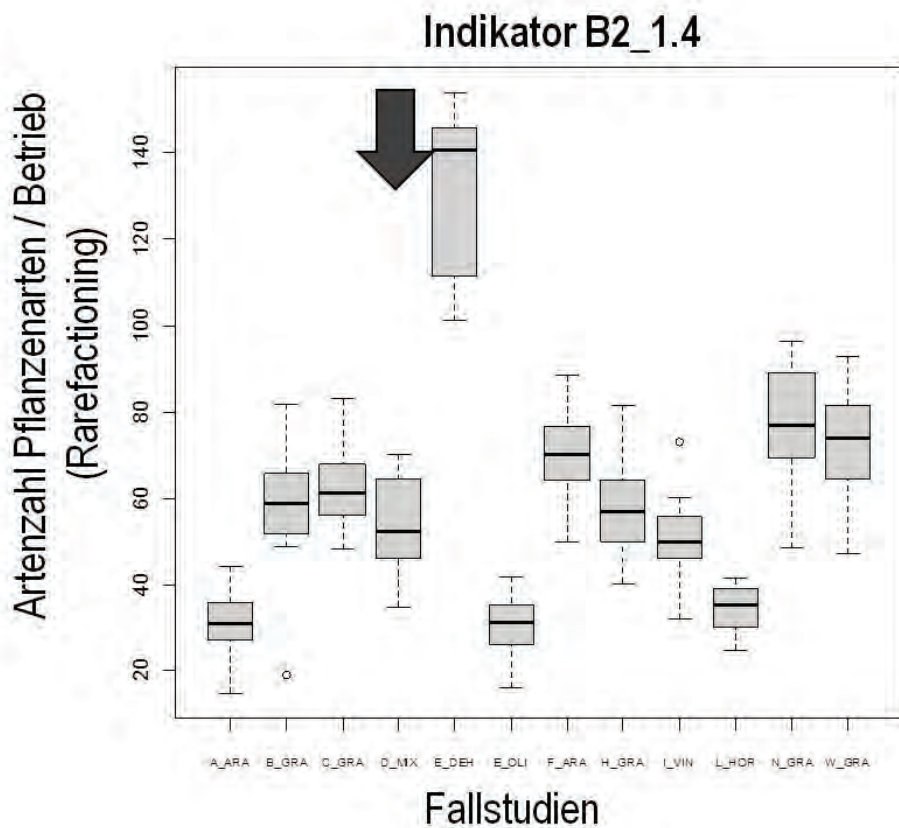 Indikator B2_1.4
Artenzahl Pflanzenarten / Betrieb
(Rarefactioning)
140
120
100
80
60
40
20
A_ARA B_GRA C_GRA D_MIX E_DEH E_OLI F_ARA H_GRA I_VIN L_HOR N_GRA W_GRA
Fallstudien